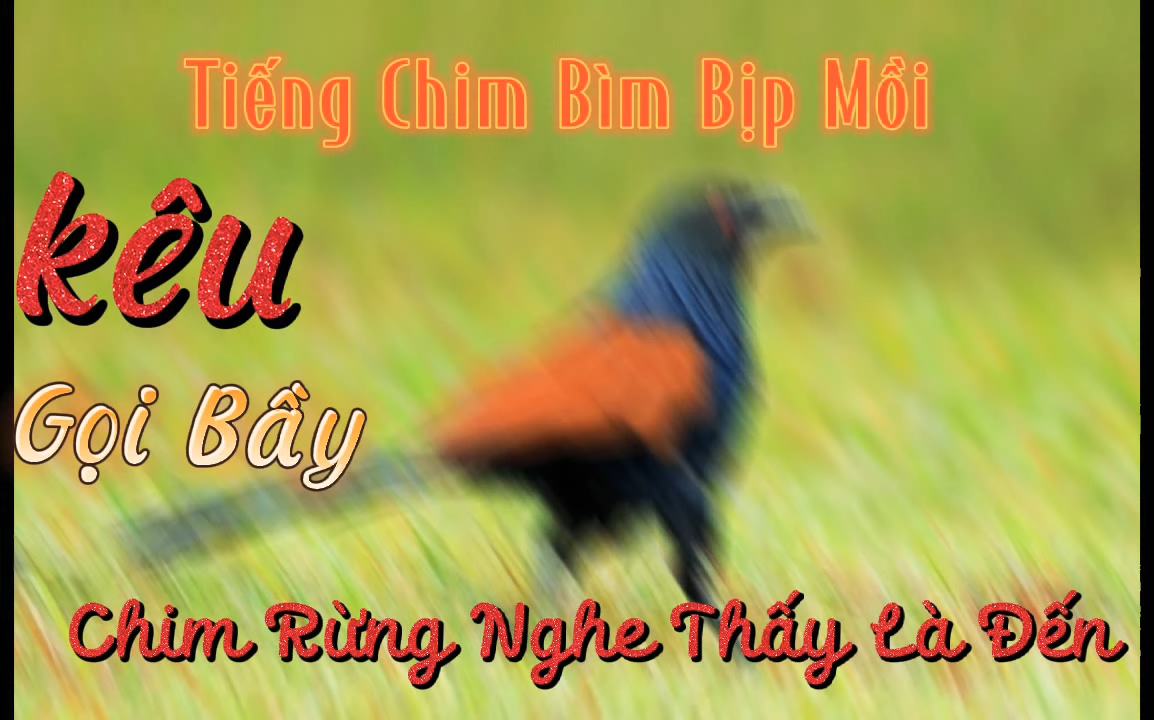 Tiếng Chim Bìm Bịp Mồi
kêu
Gọi Bầy
Chim Rừng Nghe Thấy Là Đến